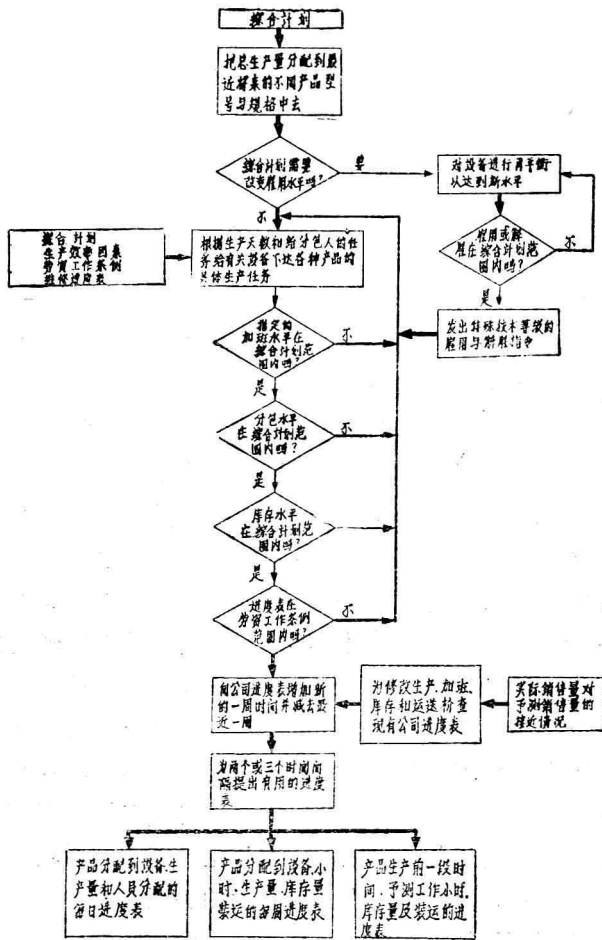 综合计划
把总生产量分配到最
近搜集的不同产品型
号与规格中去
综合计划需要
改变雇用水平吗?
要
不
对设备进行再平衡
从达到新水平
雇用或解
雇在综合计划范
围内吗?
不
是
发出特殊技术等级的
雇用与解雇指令
综合计划
生产效率因素
劳资工作条例
维修进度表
根据生产天数和给分包人的任
务给有关设备下达各种产品的
具体生产任务
指定的
加班水平在
综合计划范
围内吗?
不
是
分包水平
在综合计划范
围内吗?
不
是
库存水平
在综合计划范
围内吗?
是
进度表在
劳资工作条例
范围内吗?
不
向公司进度表增加新
的一周时间并减去最
近一周
为修改生产、加班、
库存和运送检查
现有公司进度表
实际销售量对
予测销售量的
接近情况
为两个或三个时间间
隔提出有用的进度
表
产品分配到设备、生
产量和人员分配的
每日进度表
产品分配到设备、小
时、生产量、库存量
装运的每周进度表
产品生产的一段时
间、予测工作小时、
库存量及装运的进
度表